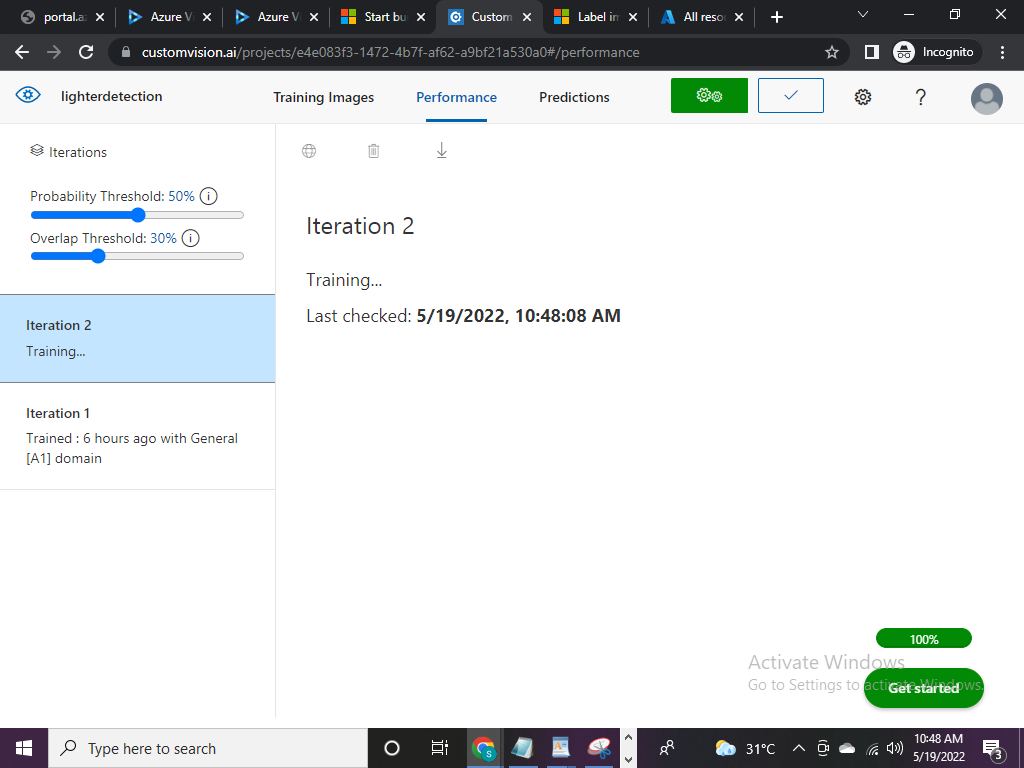 portal.a
Azure V
Azure V
Start bu
Custom
Label in
All reso
customvision.ai/projects/e4e083f3-1472-4b7f-af62-a9bf21a530a0#/performance
Incognito
lighterdetection
Training Images
Performance
Predictions
?
Iterations
Probability Threshold: 50% i
Overlap Threshold: 30% i
Iteration 2
Training...
Iteration 1
Trained : 6 hours ago with General
[A1] domain
Iteration 2
Training...
Last checked: 5/19/2022, 10:48:08 AM
100%
Activate Windows
Go to Settings to activate Windows.
Get started
Type here to search
S
31°C
10:48 AM
5/19/2022
3